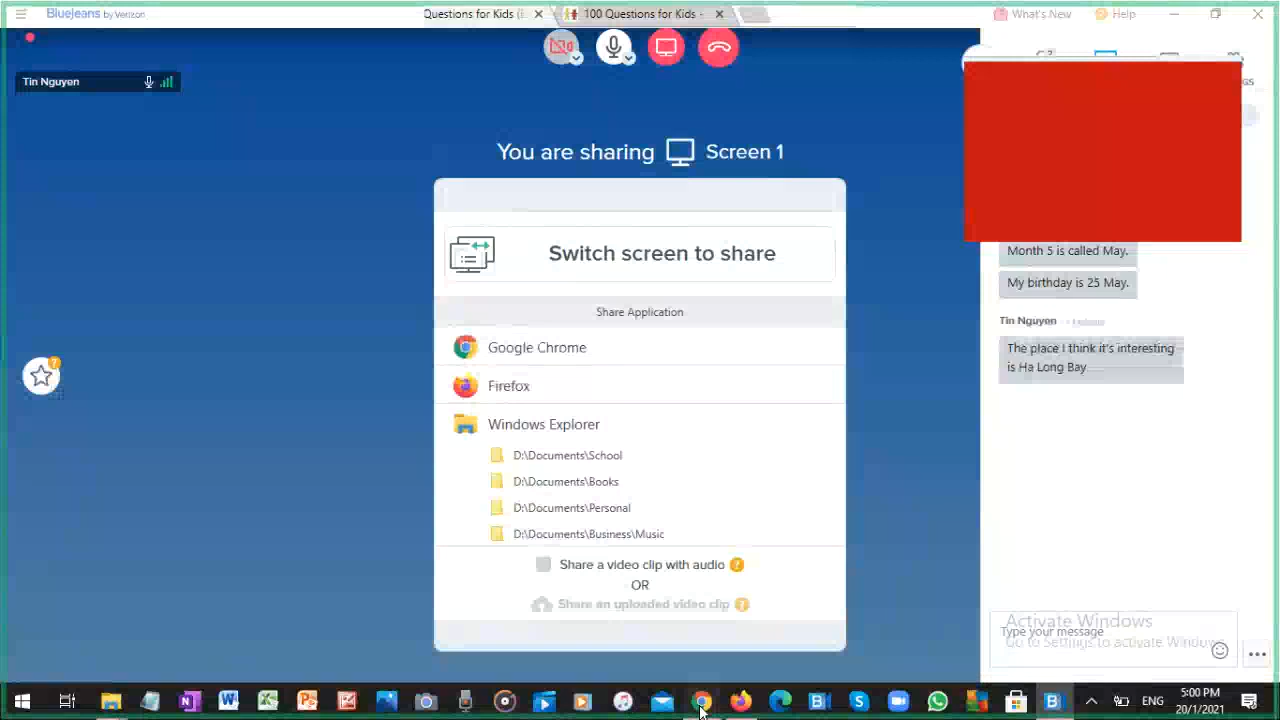 Bluejeans by Verizon
Questions for Kids
100 Questions for Kids -
What's New
Help
Tin Nguyen
GS
You are sharing Screen 1
Switch screen to share
Share Application
Google Chrome
Firefox
Windows Explorer
D:\Documents\School
D:\Documents\Books
D:\Documents\Personal
D:\Documents\Business\Music
Share a video clip with audio ?
OR
Share an uploaded video clip ?
Month 5 is called May.
My birthday is 25 May.
Tin Nguyen
The place I think it's interesting
is Ha Long Bay
Activate Windows
Type your message
Go to Settings to activate Windows
ENG
5:00 PM
20/1/2021